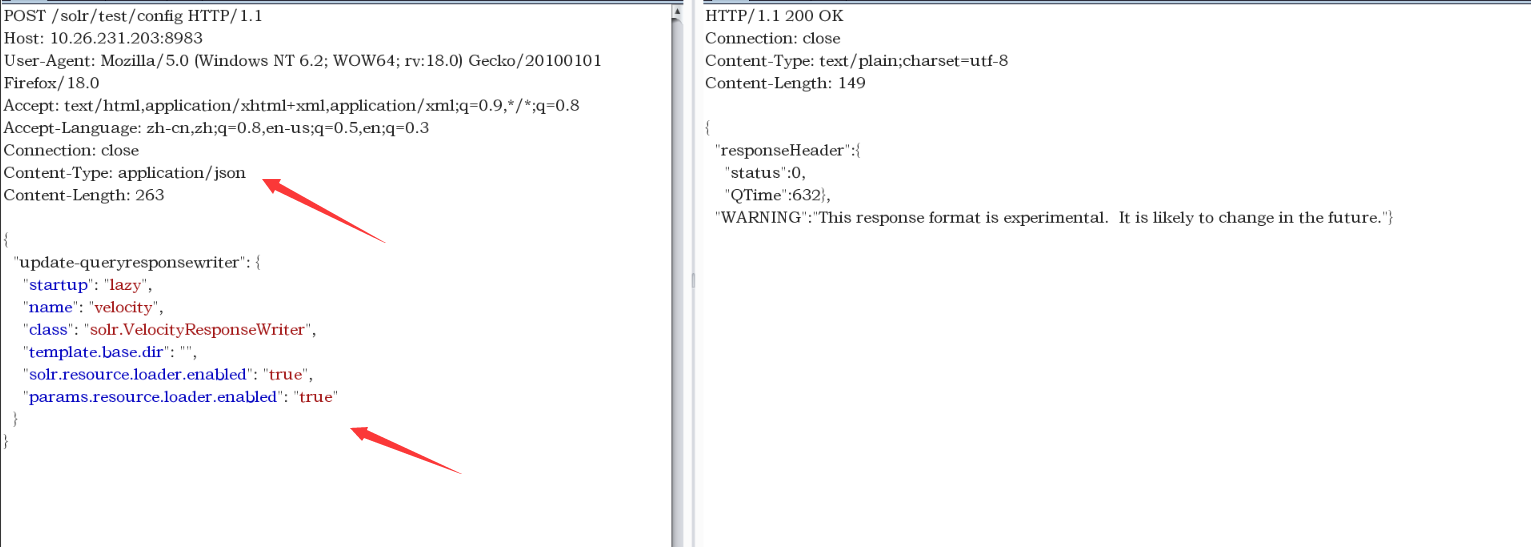 POST /solr/test/config HTTP/1.1
Host: 10.26.231.203:8983
User-Agent: Mozilla/5.0 (Windows NT 6.2; WOW64; rv:18.0) Gecko/20100101
Firefox/18.0
Accept: text/html,application/xhtml+xml,application/xml;q=0.9,*/*;q=0.8
Accept-Language: zh-cn,zh;q=0.8,en-us;q=0.5,en;q=0.3
Connection: close
Content-Type: application/json
Content-Length: 263
{
"update-queryresponsewriter": {
"startup": "lazy",
"name": "velocity",
"class": "solr.VelocityResponseWriter",
"template.base.dir": "",
"solr.resource.loader.enabled": "true",
"params.resource.loader.enabled": "true"
}
}
HTTP/1.1 200 OK
Connection: close
Content-Type: text/plain;charset=utf-8
Content-Length: 149
{
"responseHeader":{
"status":0,
"QTime":632},
"WARNING":"This response format is experimental.  It is likely to change in the future."}